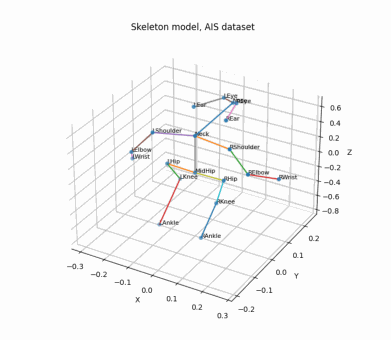 Skeleton model, AIS dataset
LEye
REye
LEar
REar
LShoulder
Neck
RShoulder
LElbow
LWrist
LHip
MidHip
RElbow
RWrist
LKnee
RHip
RKnee
LAnkle
RAnkle
0.6
0.4
0.2
0.0
−0.2
−0.4
−0.6
−0.8
Z
−0.3
−0.2
−0.1
0.0
0.1
0.2
0.3
X
−0.2
−0.1
0.0
0.1
0.2
Y